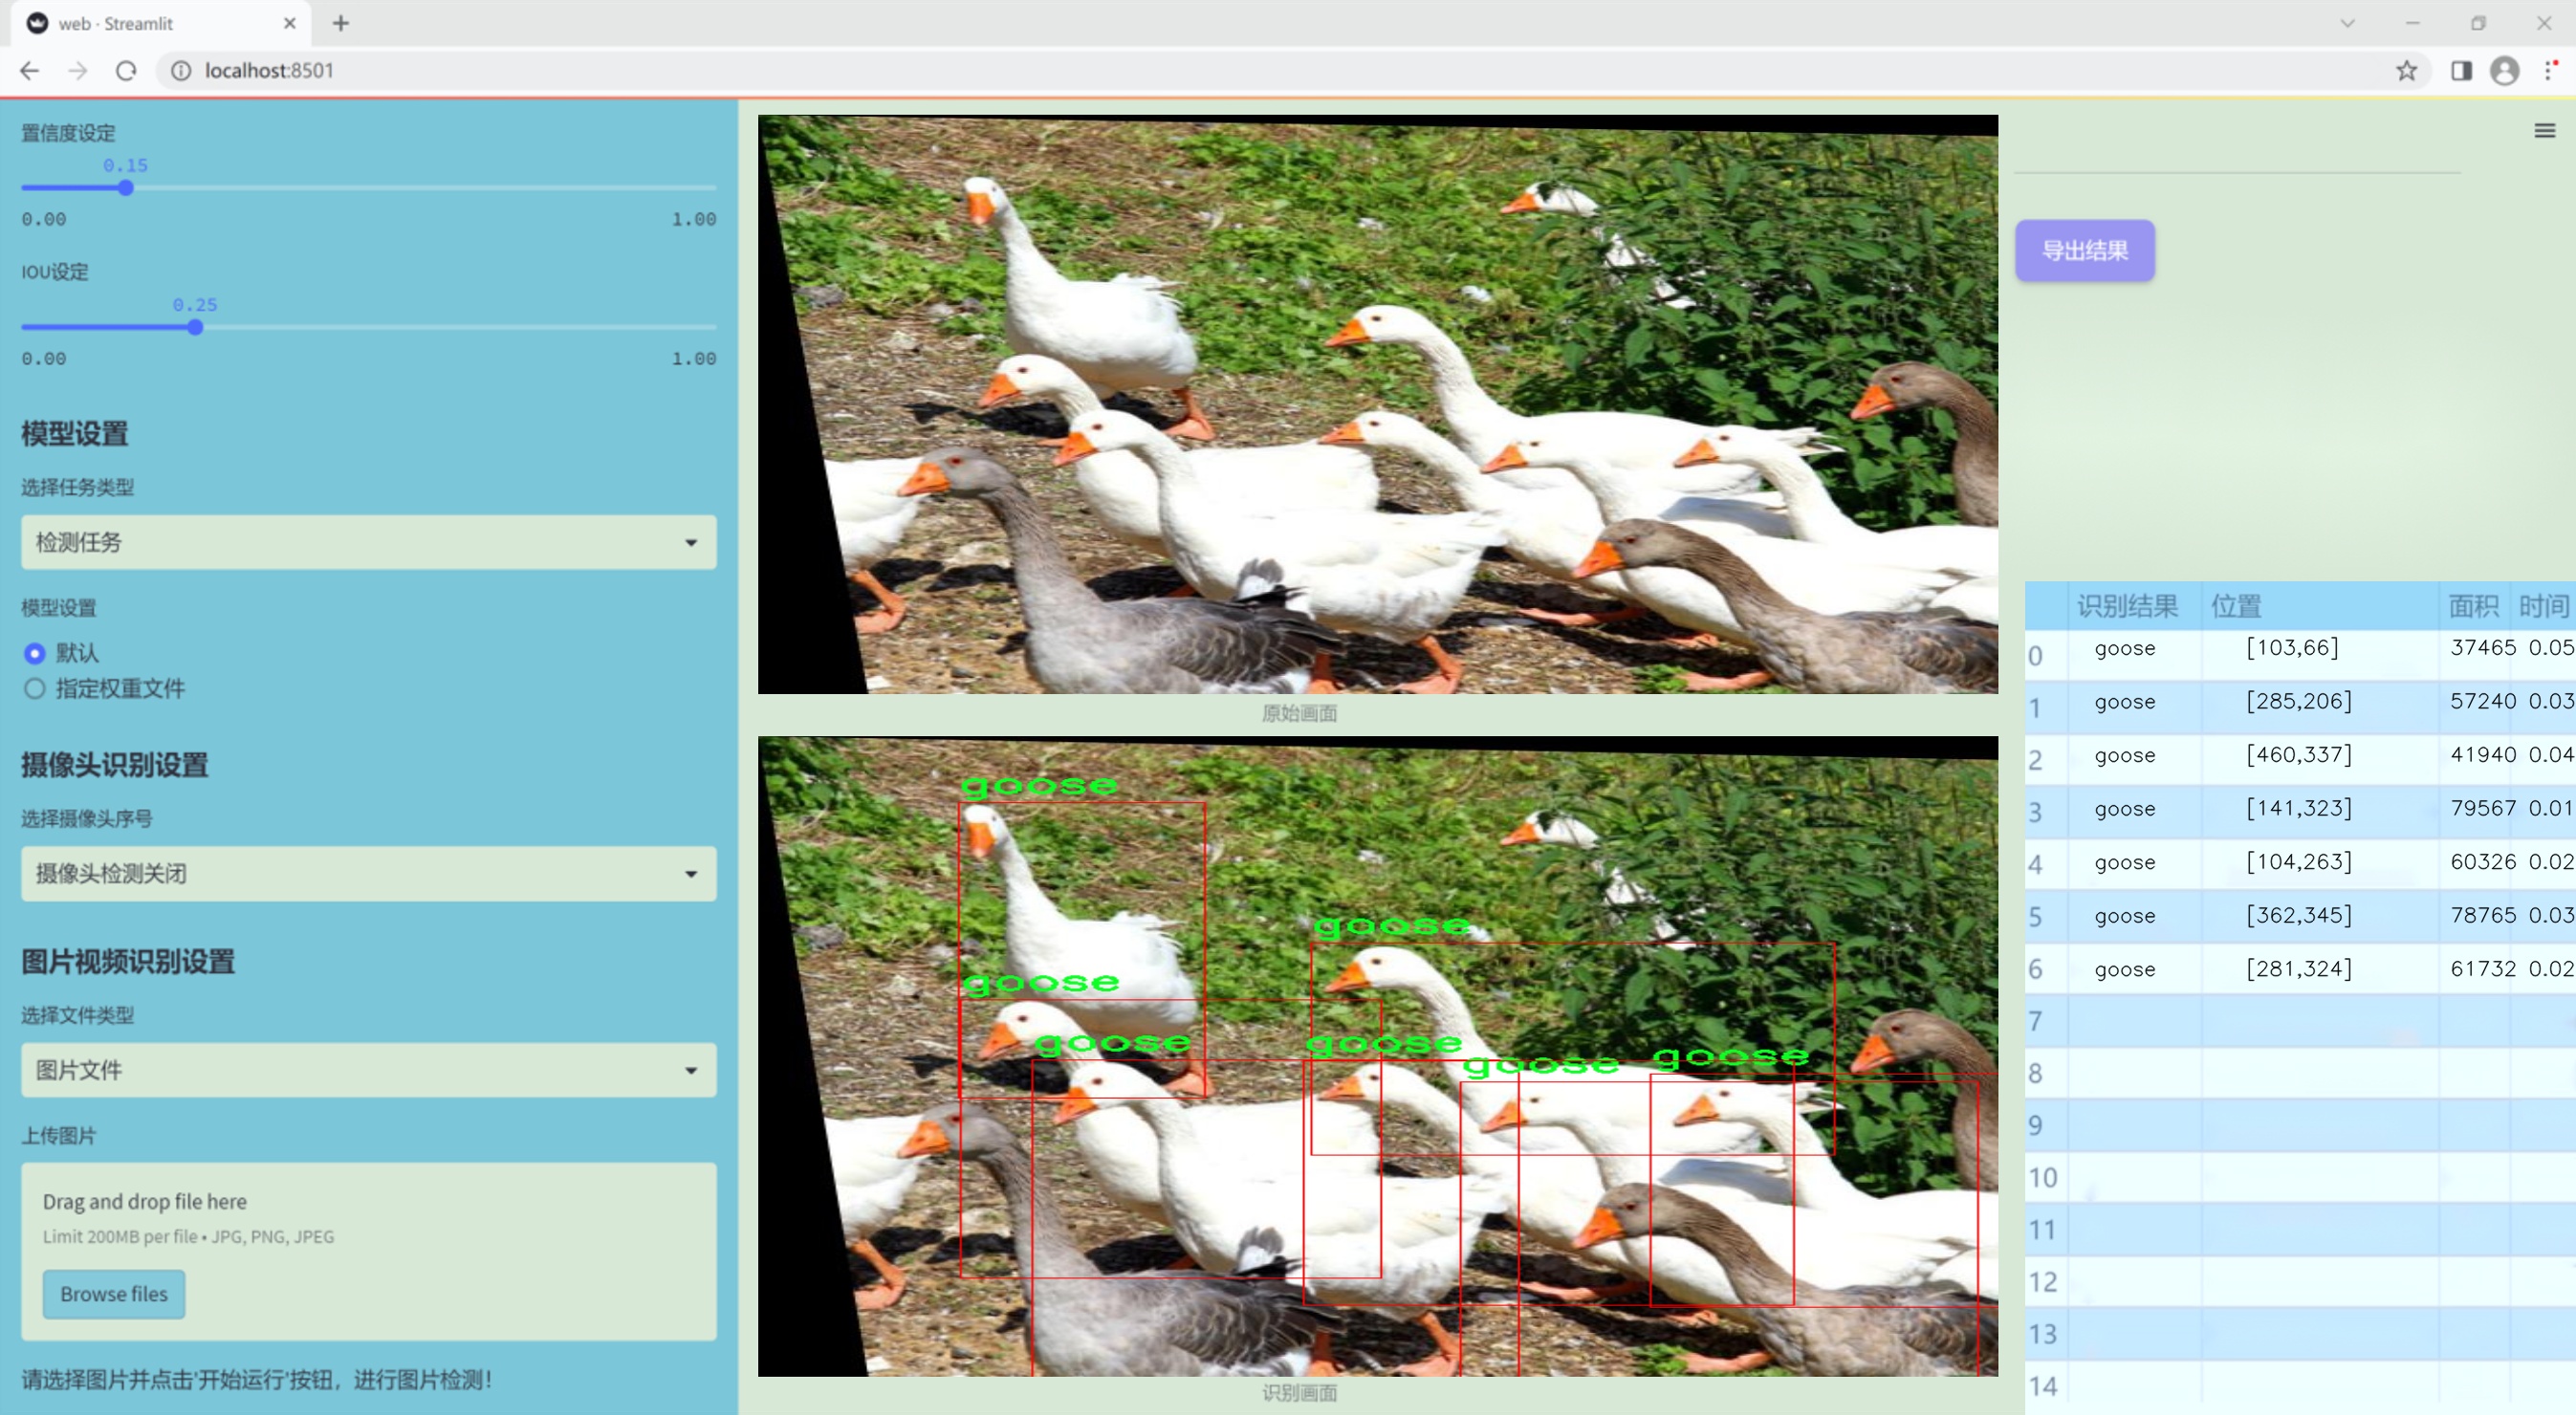 web · Streamlit
localhost:8501
置信度设定
0.15
0.00 1.00
IOU设定
0.25
0.00 1.00
模型设置
选择任务类型
检测任务
模型设置
默认
指定权重文件
摄像头识别设置
选择摄像头序号
摄像头检测关闭
图片视频识别设置
选择文件类型
图片文件
上传图片
Drag and drop file here
Limit 200MB per file • JPG, PNG, JPEG
Browse files
请选择图片并点击'开始运行'按钮，进行图片检测！
原始画面
goose
goose
goose
goose
goose
goose
goose
识别画面
导出结果
识别结果 位置 面积 时间
0 goose [103,66] 37465 0.05
1 goose [285,206] 57240 0.03
2 goose [460,337] 41940 0.04
3 goose [141,323] 79567 0.01
4 goose [104,263] 60326 0.02
5 goose [362,345] 78765 0.03
6 goose [281,324] 61732 0.02
7
8
9
10
11
12
13
14